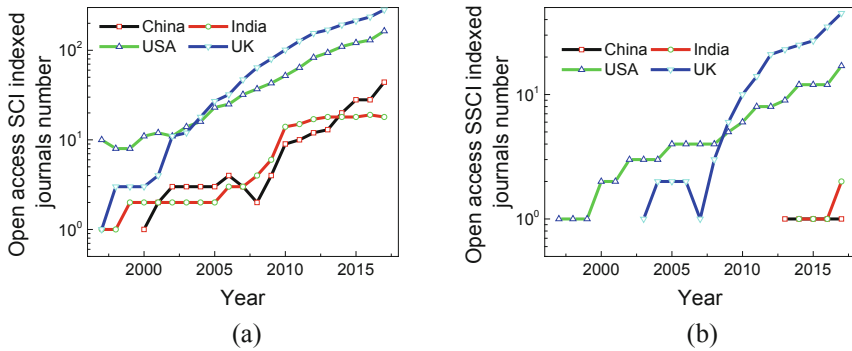 China India
USA UK
Open access SCI indexed
journals number
10²
10¹
10⁰
2000 2005 2010 2015
Year
(a)
China India
USA UK
Open access SSCI indexed
journals number
10¹
10⁰
2000 2005 2010 2015
Year
(b)